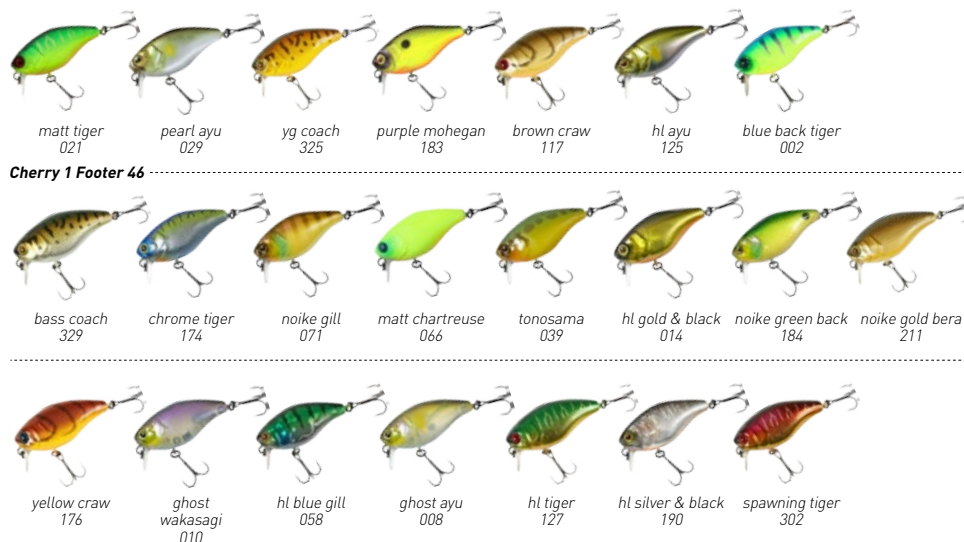 matt tiger
021
pearl ayu
029
yg coach
325
purple mohegan
183
brown craw
117
hl ayu
125
blue back tiger
002
Cherry 1 Footer 46
bass coach
329
chrome tiger
174
noike gill
071
matt chartreuse
066
tonosama
039
hl gold & black
014
noike green back
184
noike gold bera
211
yellow craw
176
ghost
wakasagi
010
hl blue gill
058
ghost ayu
008
hl tiger
127
hl silver & black
190
spawning tiger
302